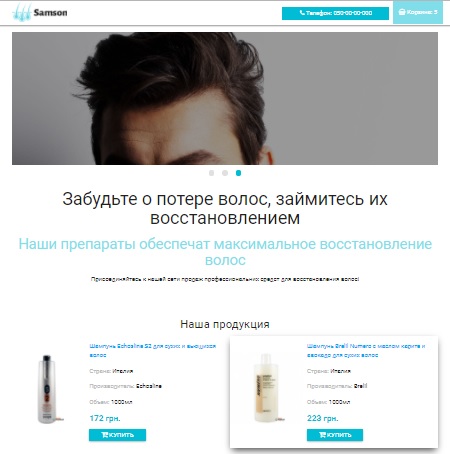 Samson
Телефон: 050-00-00-000
Корзина: 0
Забудьте о потере волос, займитесь их
восстановлением
Наши препараты обеспечат максимальное восстановление
волос
Присоединяйтесь к нашей сети продаж профессиональных средст для восстановления волос!
Наша продукция
Шампунь Echosline S2 для сухих и вьющихся
волос
Страна: Италия
Производитель: Echosline
Объем: 1000мл
172 грн.
КУПИТЬ
Шампунь Brelil Numero с маслом карите и
авокадо для сухих волос
Страна: Италия
Производитель: Brelil
Объем: 1000мл
223 грн.
КУПИТЬ